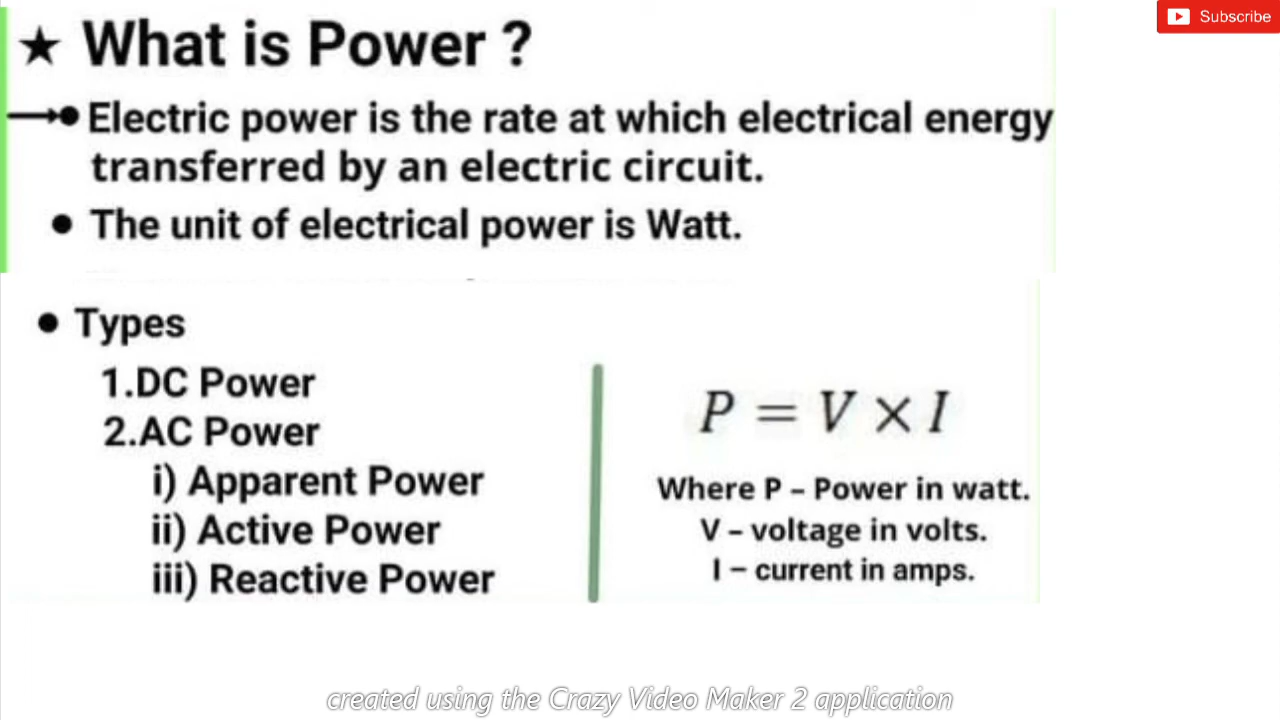 Subscribe
★ What is Power ?
Electric power is the rate at which electrical energy
transferred by an electric circuit.
● The unit of electrical power is Watt.
● Types
1.DC Power
2.AC Power
i) Apparent Power
ii) Active Power
iii) Reactive Power
P = V × I
Where P – Power in watt.
V – voltage in volts.
I – current in amps.
created using the Crazy Video Maker 2 application